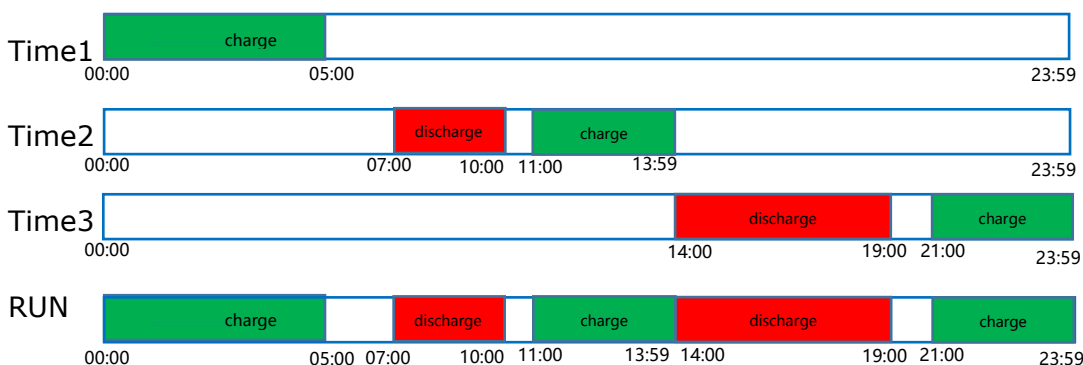 Time1 charge
00:00 05:00 23:59
Time2 discharge charge
00:00 07:00 10:00 11:00 13:59 23:59
Time3 discharge charge
00:00 14:00 19:00 21:00 23:59
RUN charge discharge charge discharge charge
00:00 05:00 07:00 10:00 11:00 13:59 14:00 19:00 21:00 23:59